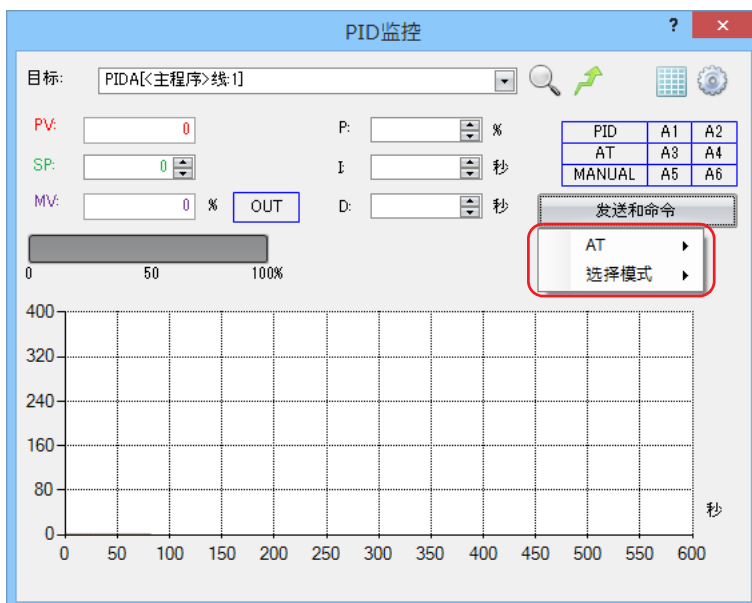 PID监控 ? ×
目标: PIDA[<主程序>线:1]
PV: 0 P: % PID A1 A2
SP: 0 I: 秒 AT A3 A4
MANUAL A5 A6
MV: 0 % OUT D: 秒 发送和命令
AT
选择模式
0 50 100%
400
320
240
160
80
0
秒
0 50 100 150 200 250 300 350 400 450 500 550 600